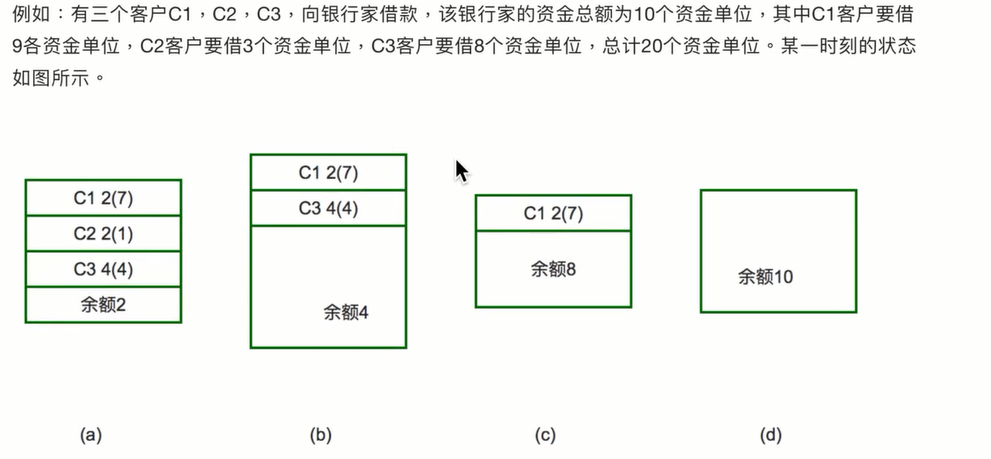 例如：有三个客户C1，C2，C3，向银行家借款，该银行家的资金总额为10个资金单位，其中C1客户要借
9各资金单位，C2客户要借3个资金单位，C3客户要借8个资金单位，总计20个资金单位。某一时刻的状态
如图所示。
C1 2(7)
C2 2(1)
C3 4(4)
余额2
(a)
C1 2(7)
C3 4(4)
余额4
(b)
C1 2(7)
余额8
(c)
余额10
(d)